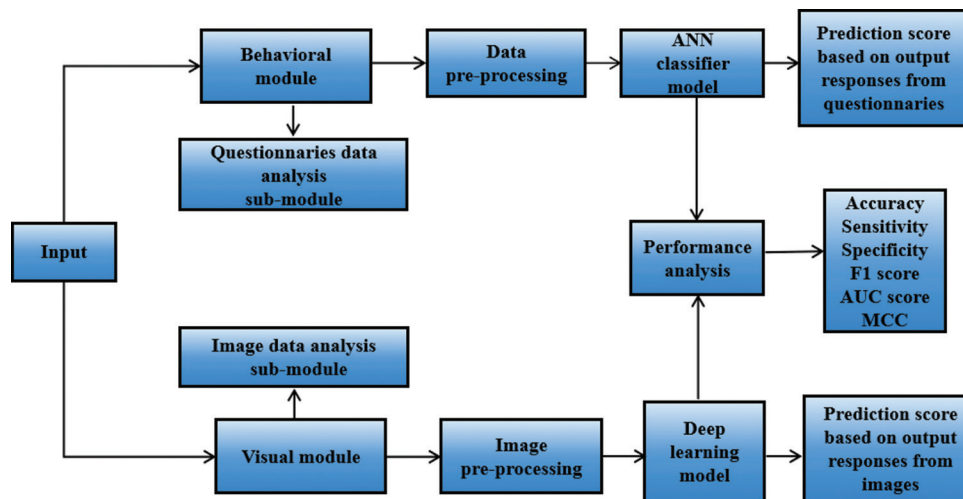 Behavioral
module
Data
pre-processing
ANN
classifier
model
Prediction score
based on output
responses from
questionnaries
Questionnaries data
analysis
sub-module
Input
Performance
analysis
Accuracy
Sensitivity
Specificity
F1 score
AUC score
MCC
Image data analysis
sub-module
Visual module
Image
pre-processing
Deep
learning
model
Prediction score
based on output
responses from
images